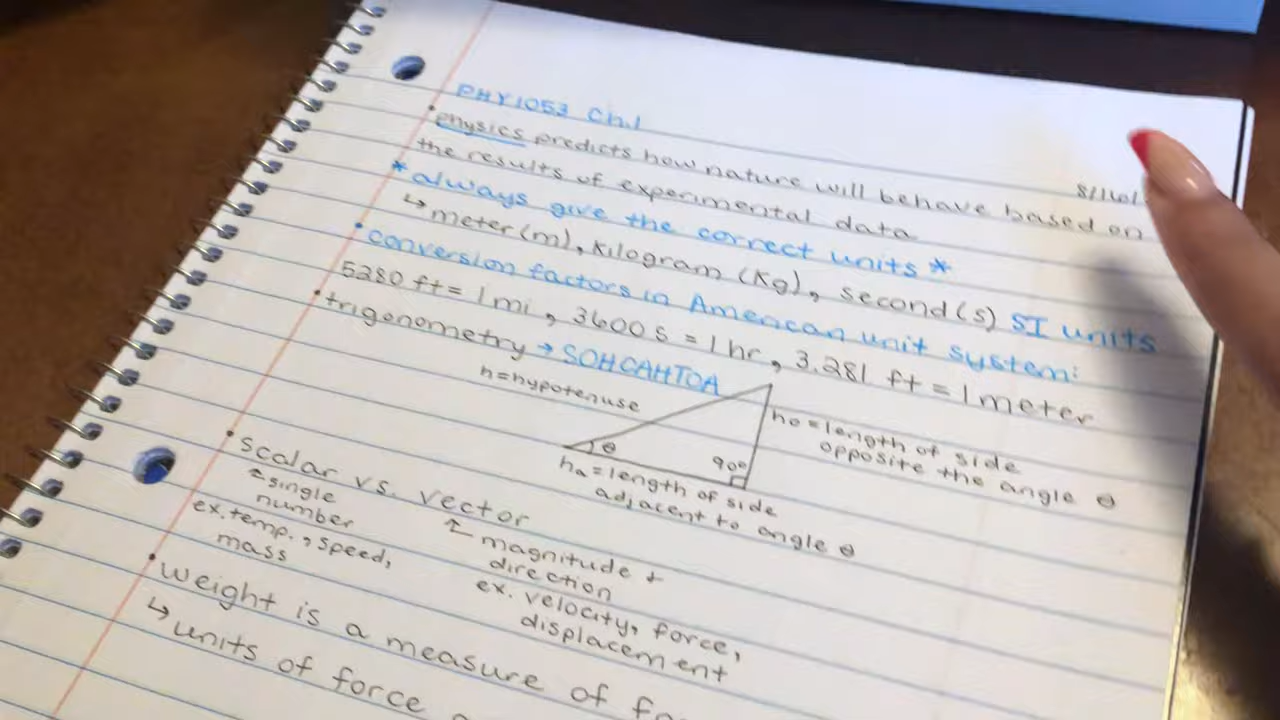 PHY1053 Ch.1
• physics predicts how nature will behave based on
the results of experimental data
*always give the correct units*
↳ meter(m), kilogram (kg), second(s) SI units
• conversion factors in American unit system:
5280 ft = 1 mi, 3600 s = 1 hr, 3.281 ft = 1 meter
• trigonometry → SOHCAHTOA
h = hypotenuse
ho = length of side
opposite the angle θ
θ
90°
ha = length of side
adjacent to angle θ
• scalar vs. vector
↖ single
number
ex. temp., speed,
mass
↖ magnitude +
direction
ex. velocity, force,
displacement
• weight is a measure of
↳ units of force